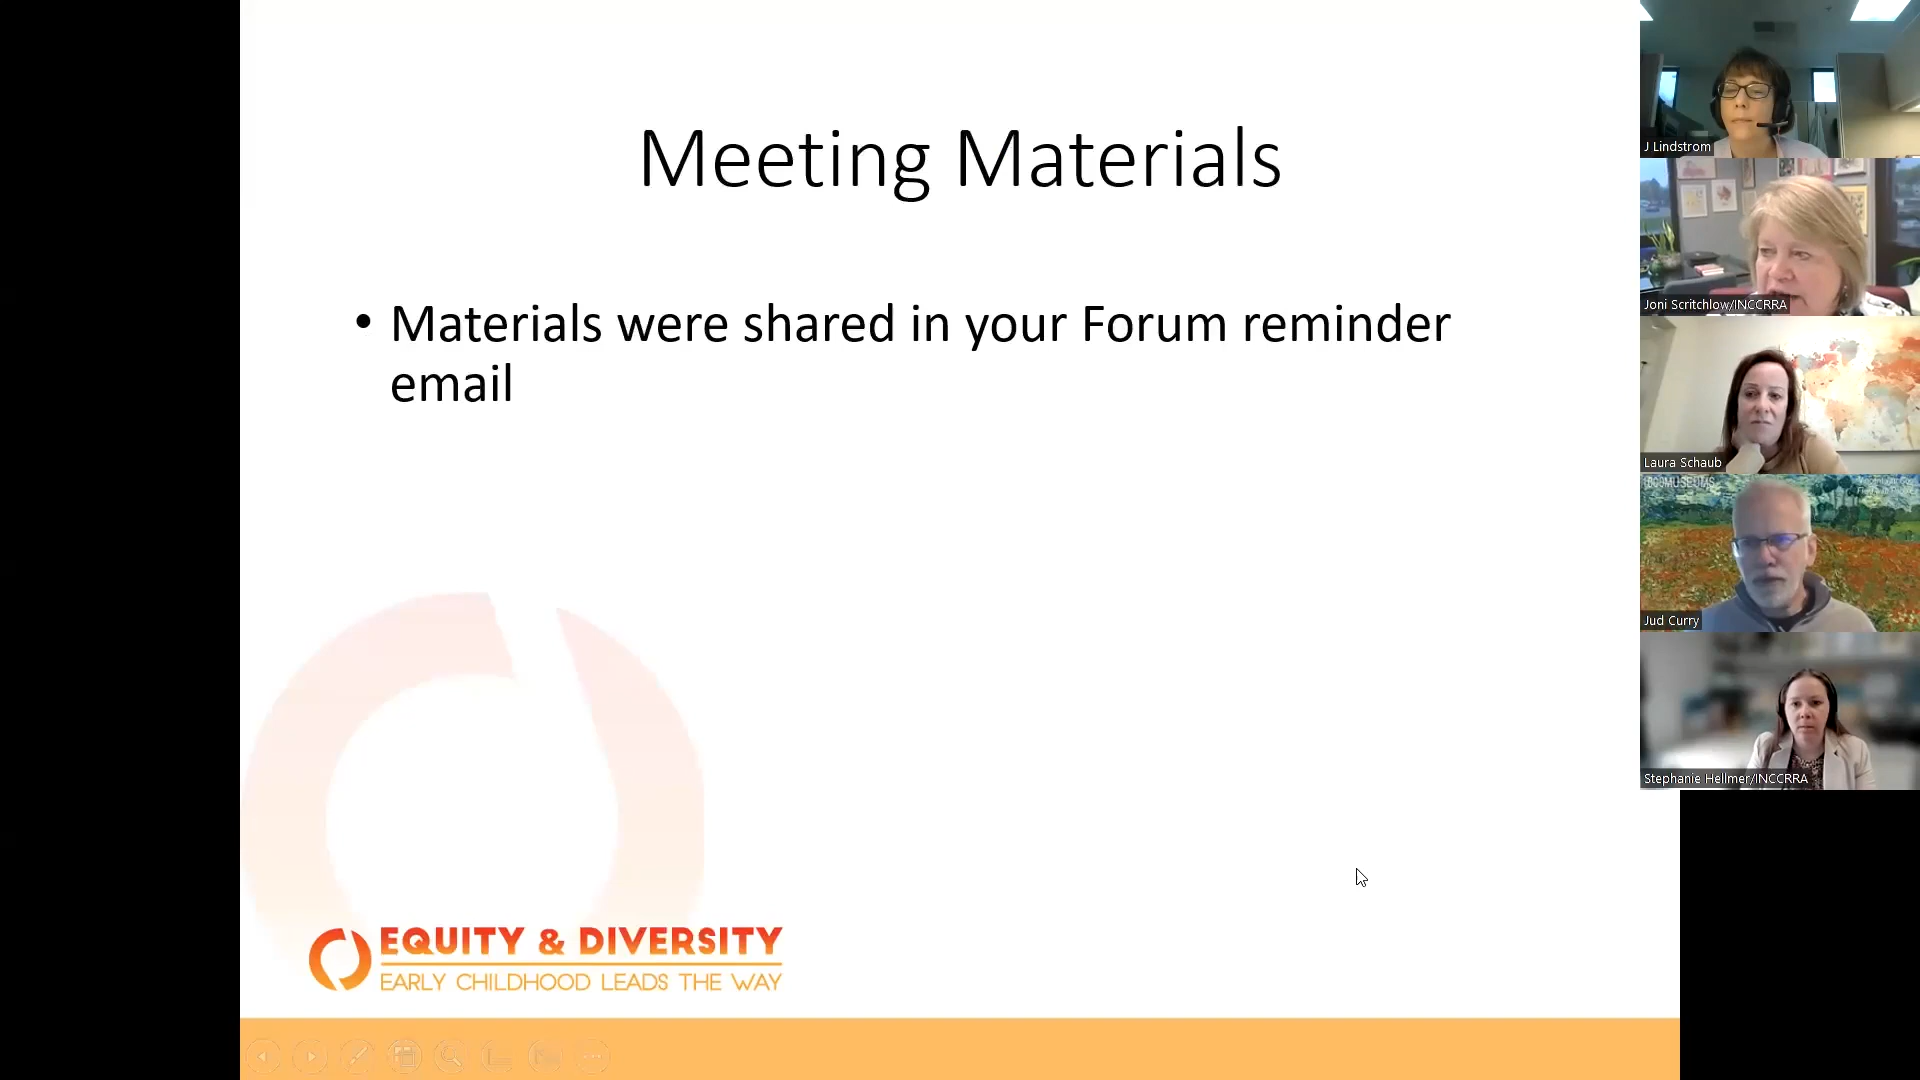 Meeting Materials
• Materials were shared in your Forum reminder
email
EQUITY & DIVERSITY
EARLY CHILDHOOD LEADS THE WAY
J Lindstrom
Joni Scritchlow/INCCRRA
Laura Schaub
Jud Curry
Stephanie Hellmer/INCCRRA